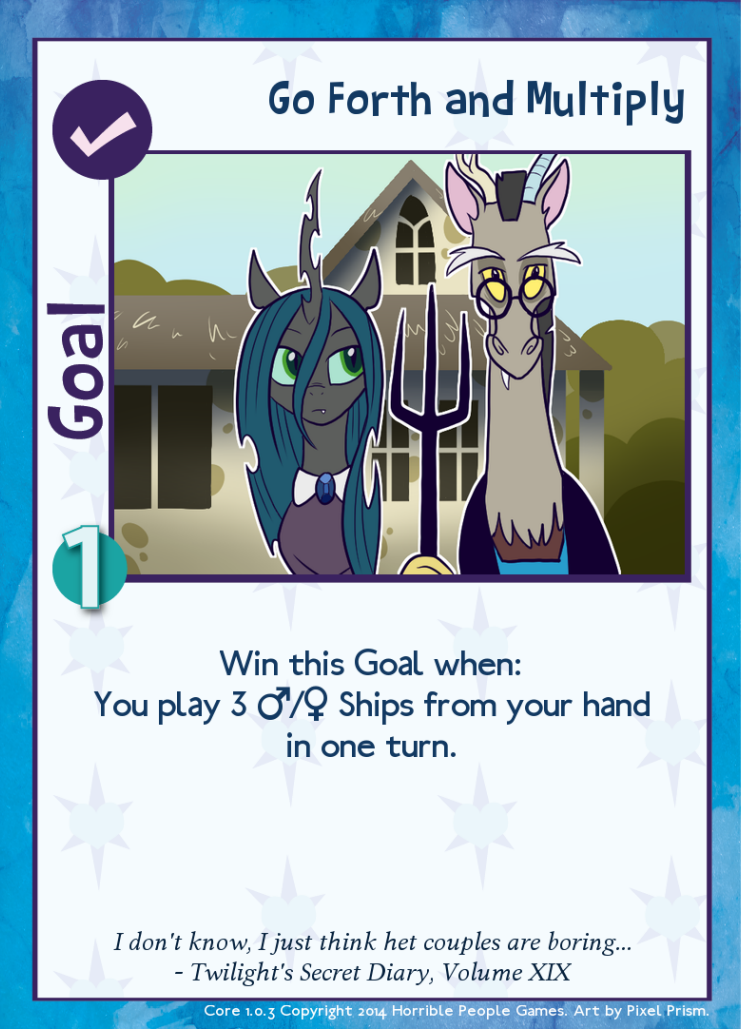 Go Forth and Multiply
Goal
1
Win this Goal when:
You play 3 ♂/♀ Ships from your hand
in one turn.
I don't know, I just think het couples are boring...
- Twilight's Secret Diary, Volume XIX
Core 1.0.3 Copyright 2014 Horrible People Games. Art by Pixel Prism.